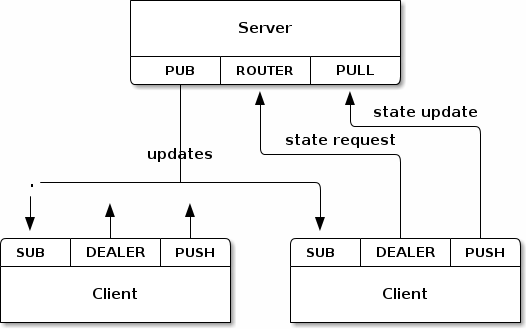 Server
PUB ROUTER PULL
state update
state request
updates
SUB DEALER PUSH SUB DEALER PUSH
Client Client